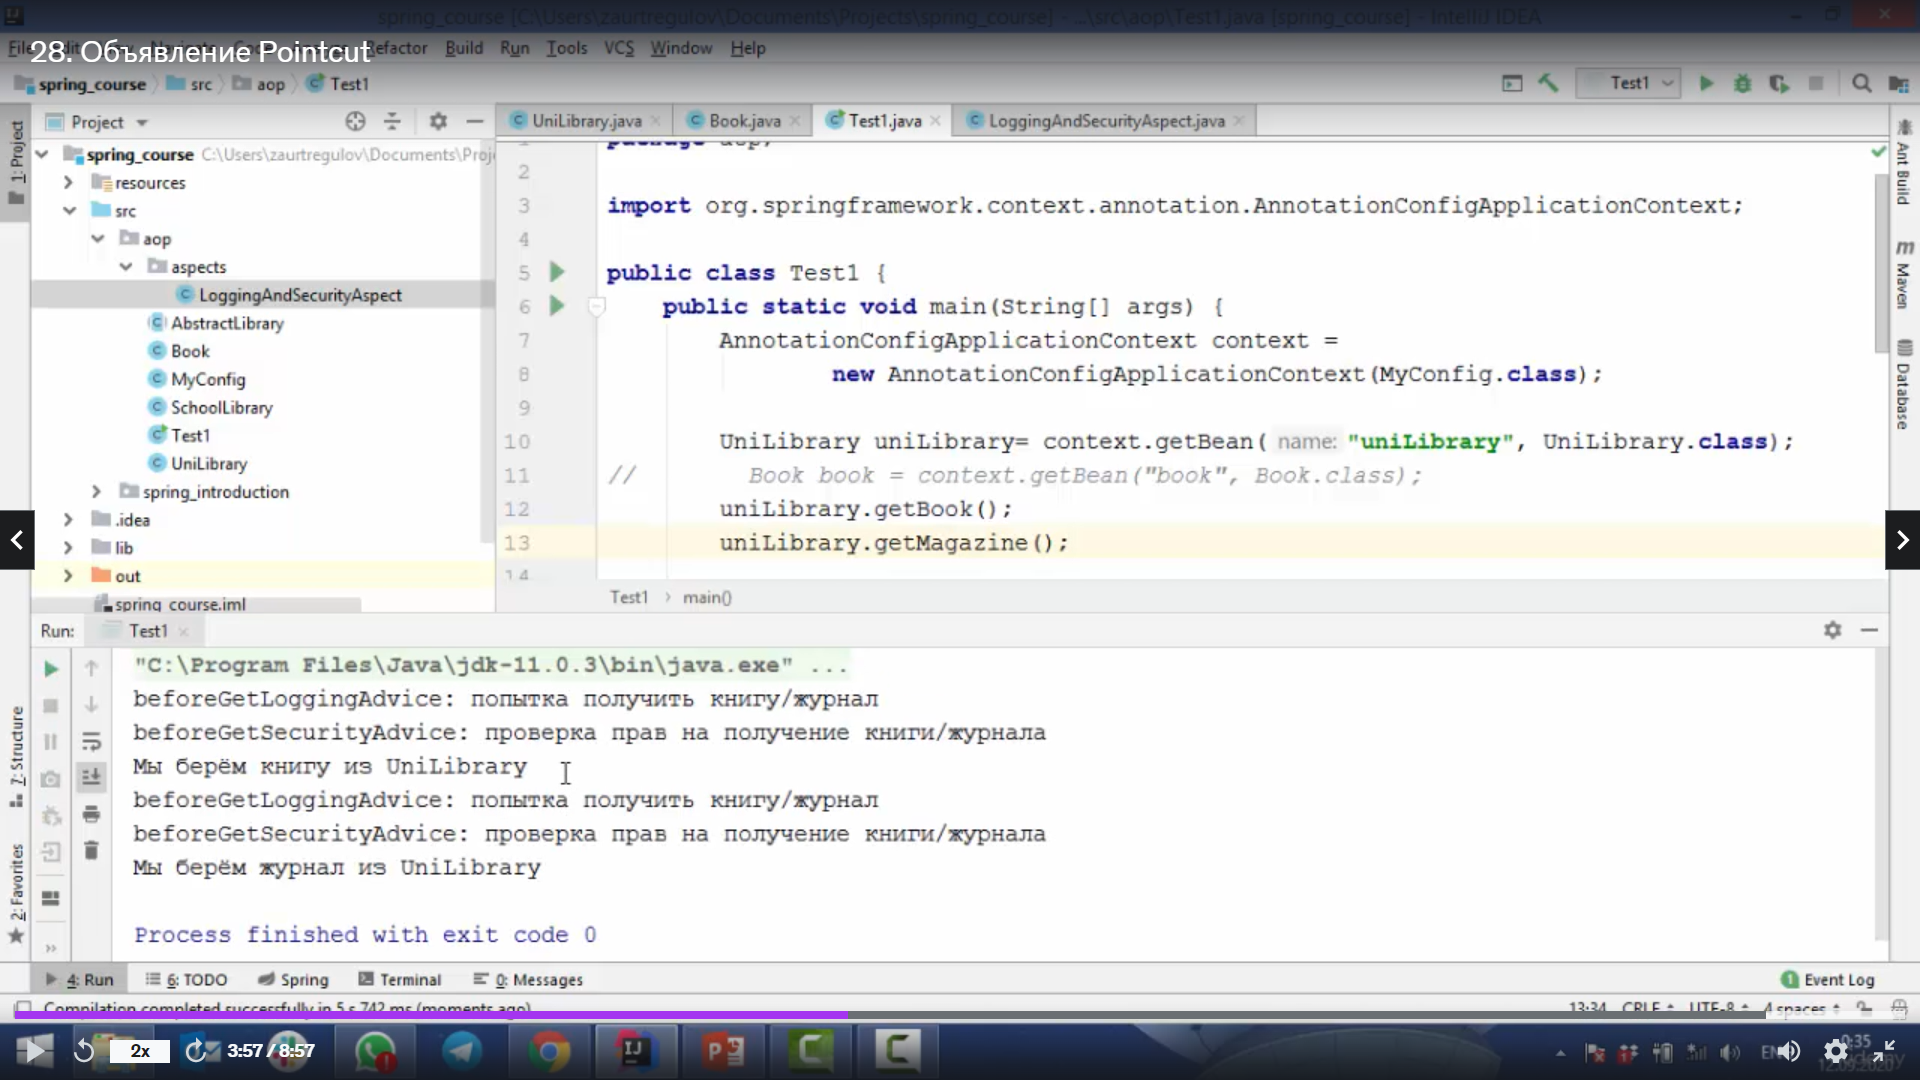 spring_course [C:\Users\zaurtregulov\Documents\Projects\spring_course] - ...\src\aop\Test1.java [spring_course] - IntelliJ IDEA
28. Объявление Pointcut
Refactor Build Run Tools VCS Window Help
spring_course src aop Test1
Test1
1: Project
Project
UniLibrary.java Book.java Test1.java LoggingAndSecurityAspect.java
spring_course C:\Users\zaurtregulov\Documents\Proj
resources
src
aop
aspects
LoggingAndSecurityAspect
AbstractLibrary
Book
MyConfig
SchoolLibrary
Test1
UniLibrary
spring_introduction
.idea
lib
out
spring_course.iml
package aop;
2
3 import org.springframework.context.annotation.AnnotationConfigApplicationContext;
4
5 public class Test1 {
6 public static void main(String[] args) {
7 AnnotationConfigApplicationContext context =
8 new AnnotationConfigApplicationContext(MyConfig.class);
9
10 UniLibrary uniLibrary= context.getBean( name: "uniLibrary", UniLibrary.class);
11 // Book book = context.getBean("book", Book.class);
12 uniLibrary.getBook();
13 uniLibrary.getMagazine();
14
Test1 > main()
Ant Build
Maven
Database
Run: Test1
"C:\Program Files\Java\jdk-11.0.3\bin\java.exe" ...
beforeGetLoggingAdvice: попытка получить книгу/журнал
beforeGetSecurityAdvice: проверка прав на получение книги/журнала
Мы берём книгу из UniLibrary
beforeGetLoggingAdvice: попытка получить книгу/журнал
beforeGetSecurityAdvice: проверка прав на получение книги/журнала
Мы берём журнал из UniLibrary
Process finished with exit code 0
7: Structure
2: Favorites
4: Run 6: TODO Spring Terminal 0: Messages 1 Event Log
Compilation completed successfully in 5 s 742 ms (moments ago) 13:34 CRLF UTF-8 4 spaces
2x 3:57 / 8:57